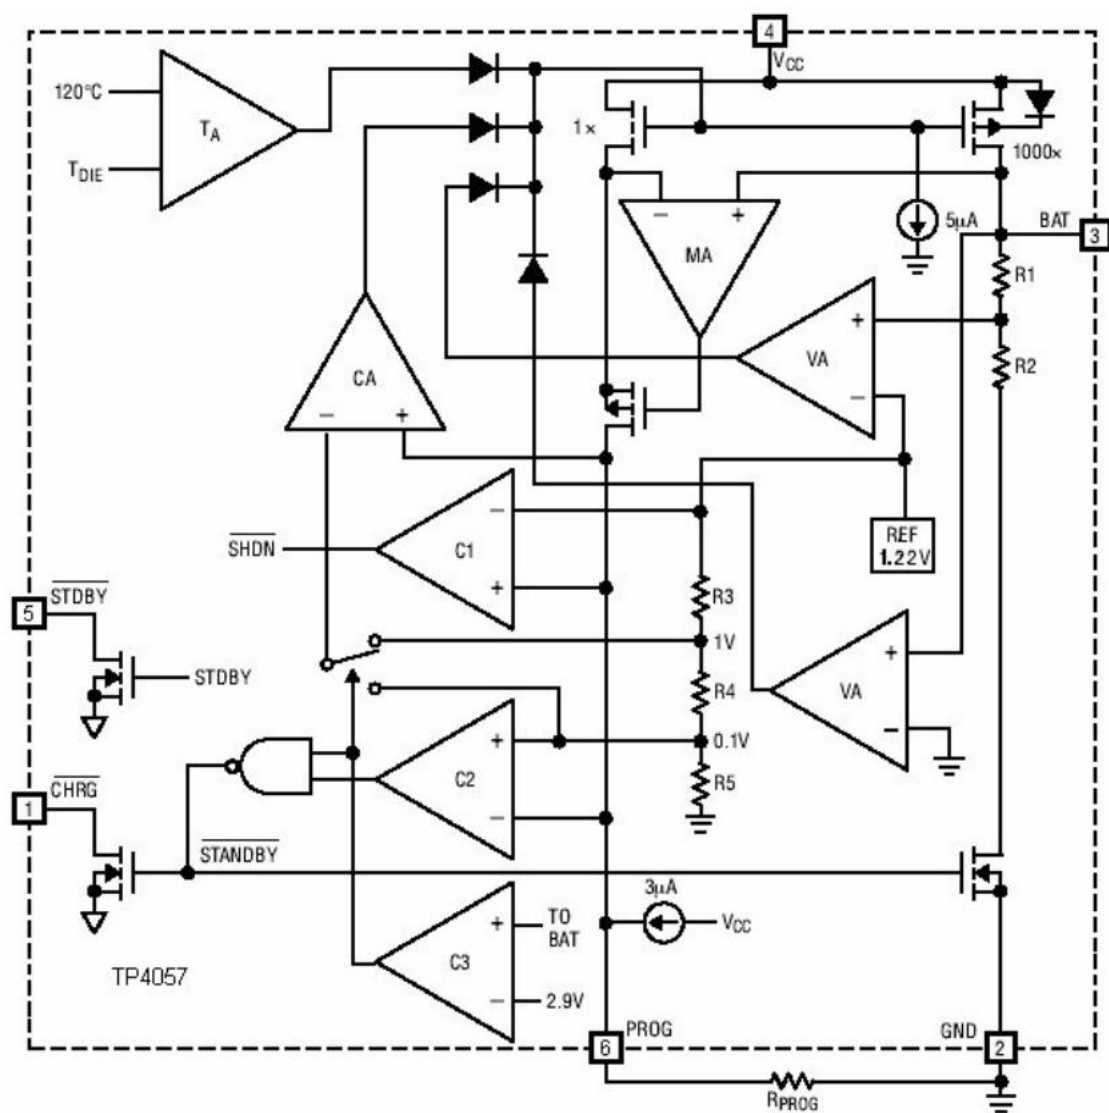 4
VCC
120°C
TA
TDIE
1×
1000×
− +
MA
5μA
BAT
3
R1
+
VA
−
R2
CA
− +
REF
1.22V
−
C1
+
SHDN
R3
5
STDBY
STDBY
1V
+
VA
−
R4
0.1V
+
C2
−
R5
1
CHRG
STANDBY
3μA
VCC
+
TO
BAT
C3
−
2.9V
TP4057
PROG
6
GND
2
RPROG